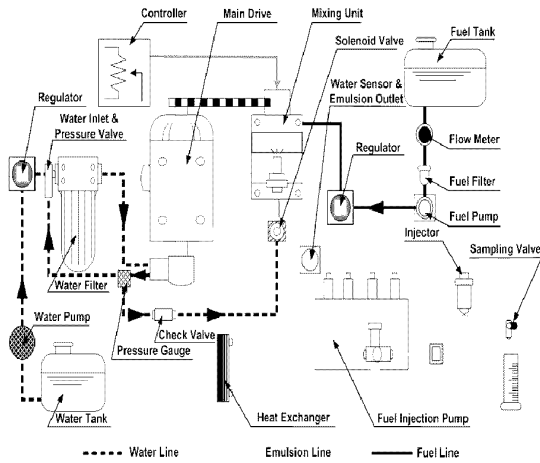 Controller
Main Drive
Mixing Unit
Solenoid Valve
Fuel Tank
Water Sensor &
Emulsion Outlet
Regulator
Water Inlet &
Pressure Valve
Flow Meter
Regulator
Fuel Filter
Fuel Pump
Injector
Sampling Valve
Water Filter
Water Pump
Check Valve
Pressure Gauge
Water Tank
Heat Exchanger
Fuel Injection Pump
Water Line
Emulsion Line
Fuel Line